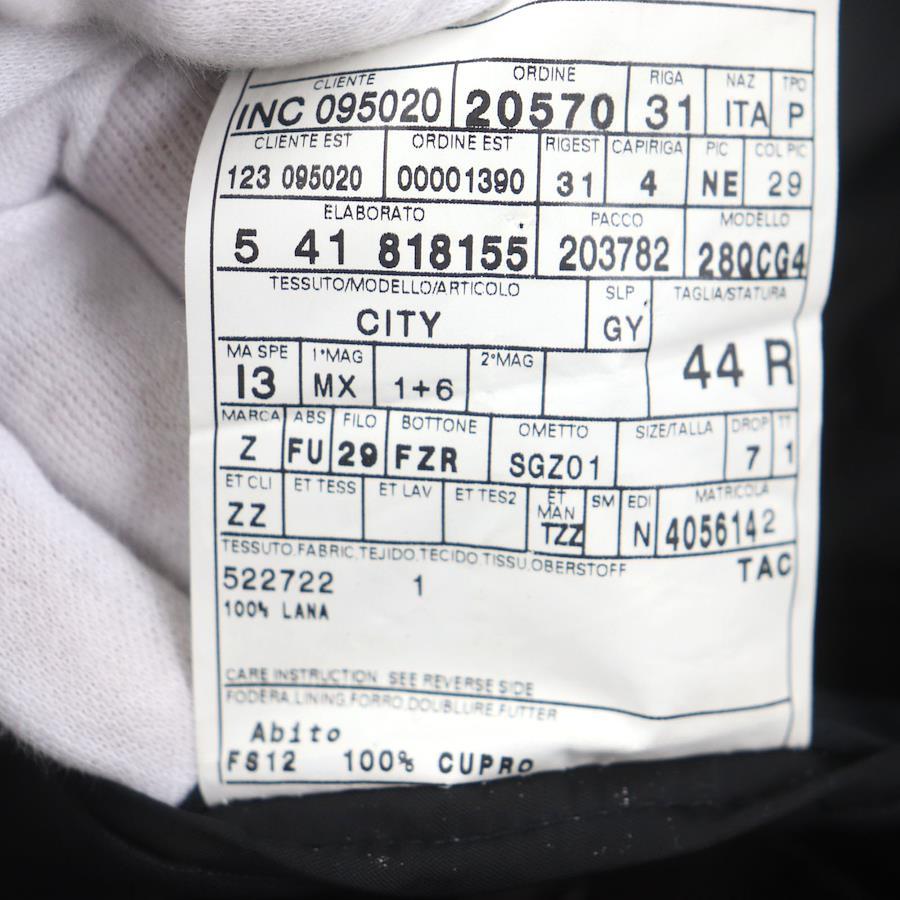 CLIENTE ORDINE RIGA NAZ TPO
INC 095020 20570 31 ITA P
CLIENTE EST ORDINE EST RIGEST CAPIRIGA PIC COL PIC
123 095020 00001390 31 4 NE 29
ELABORATO PACCO MODELLO
5 41 818155 203782 28QCG4
TESSUTO/MODELLO/ARTICOLO SLP TAGLIA/STATURA
CITY GY 44 R
MA SPE 1°MAG 2°MAG
13 MX 1+6
MARCA ABS FILO BOTTONE OMETTO SIZE/TALLA DROP TT
Z FU 29 FZR SGZ01 7 1
ET CLI ET TESS ET LAV ET TES2 ET MAN SM EDI MATRICOLA
ZZ TZZ N 4056142
TESSUTO.FABRIC.TEJIDO.TECIDO.TISSU.OBERSTOFF TAC
522722 1
100% LANA
CARE INSTRUCTION SEE REVERSE SIDE
FODERA.LINING.FORRO.DOUBLURE.FUTTER
Abito
FS12 100% CUPRO